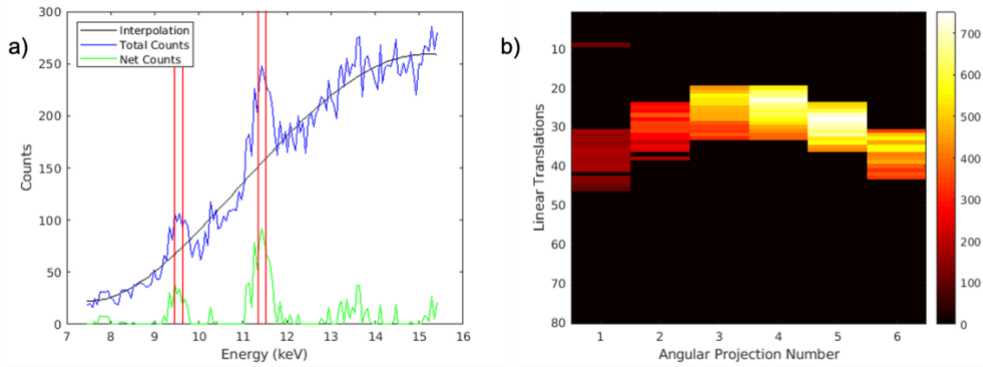 a)
Interpolation
Total Counts
Net Counts
300
250
200
150
100
50
0
Counts
7 8 9 10 11 12 13 14 15 16
Energy (keV)
b)
10
20
30
40
50
60
70
80
Linear Translations
1 2 3 4 5 6
Angular Projection Number
700
600
500
400
300
200
100
0